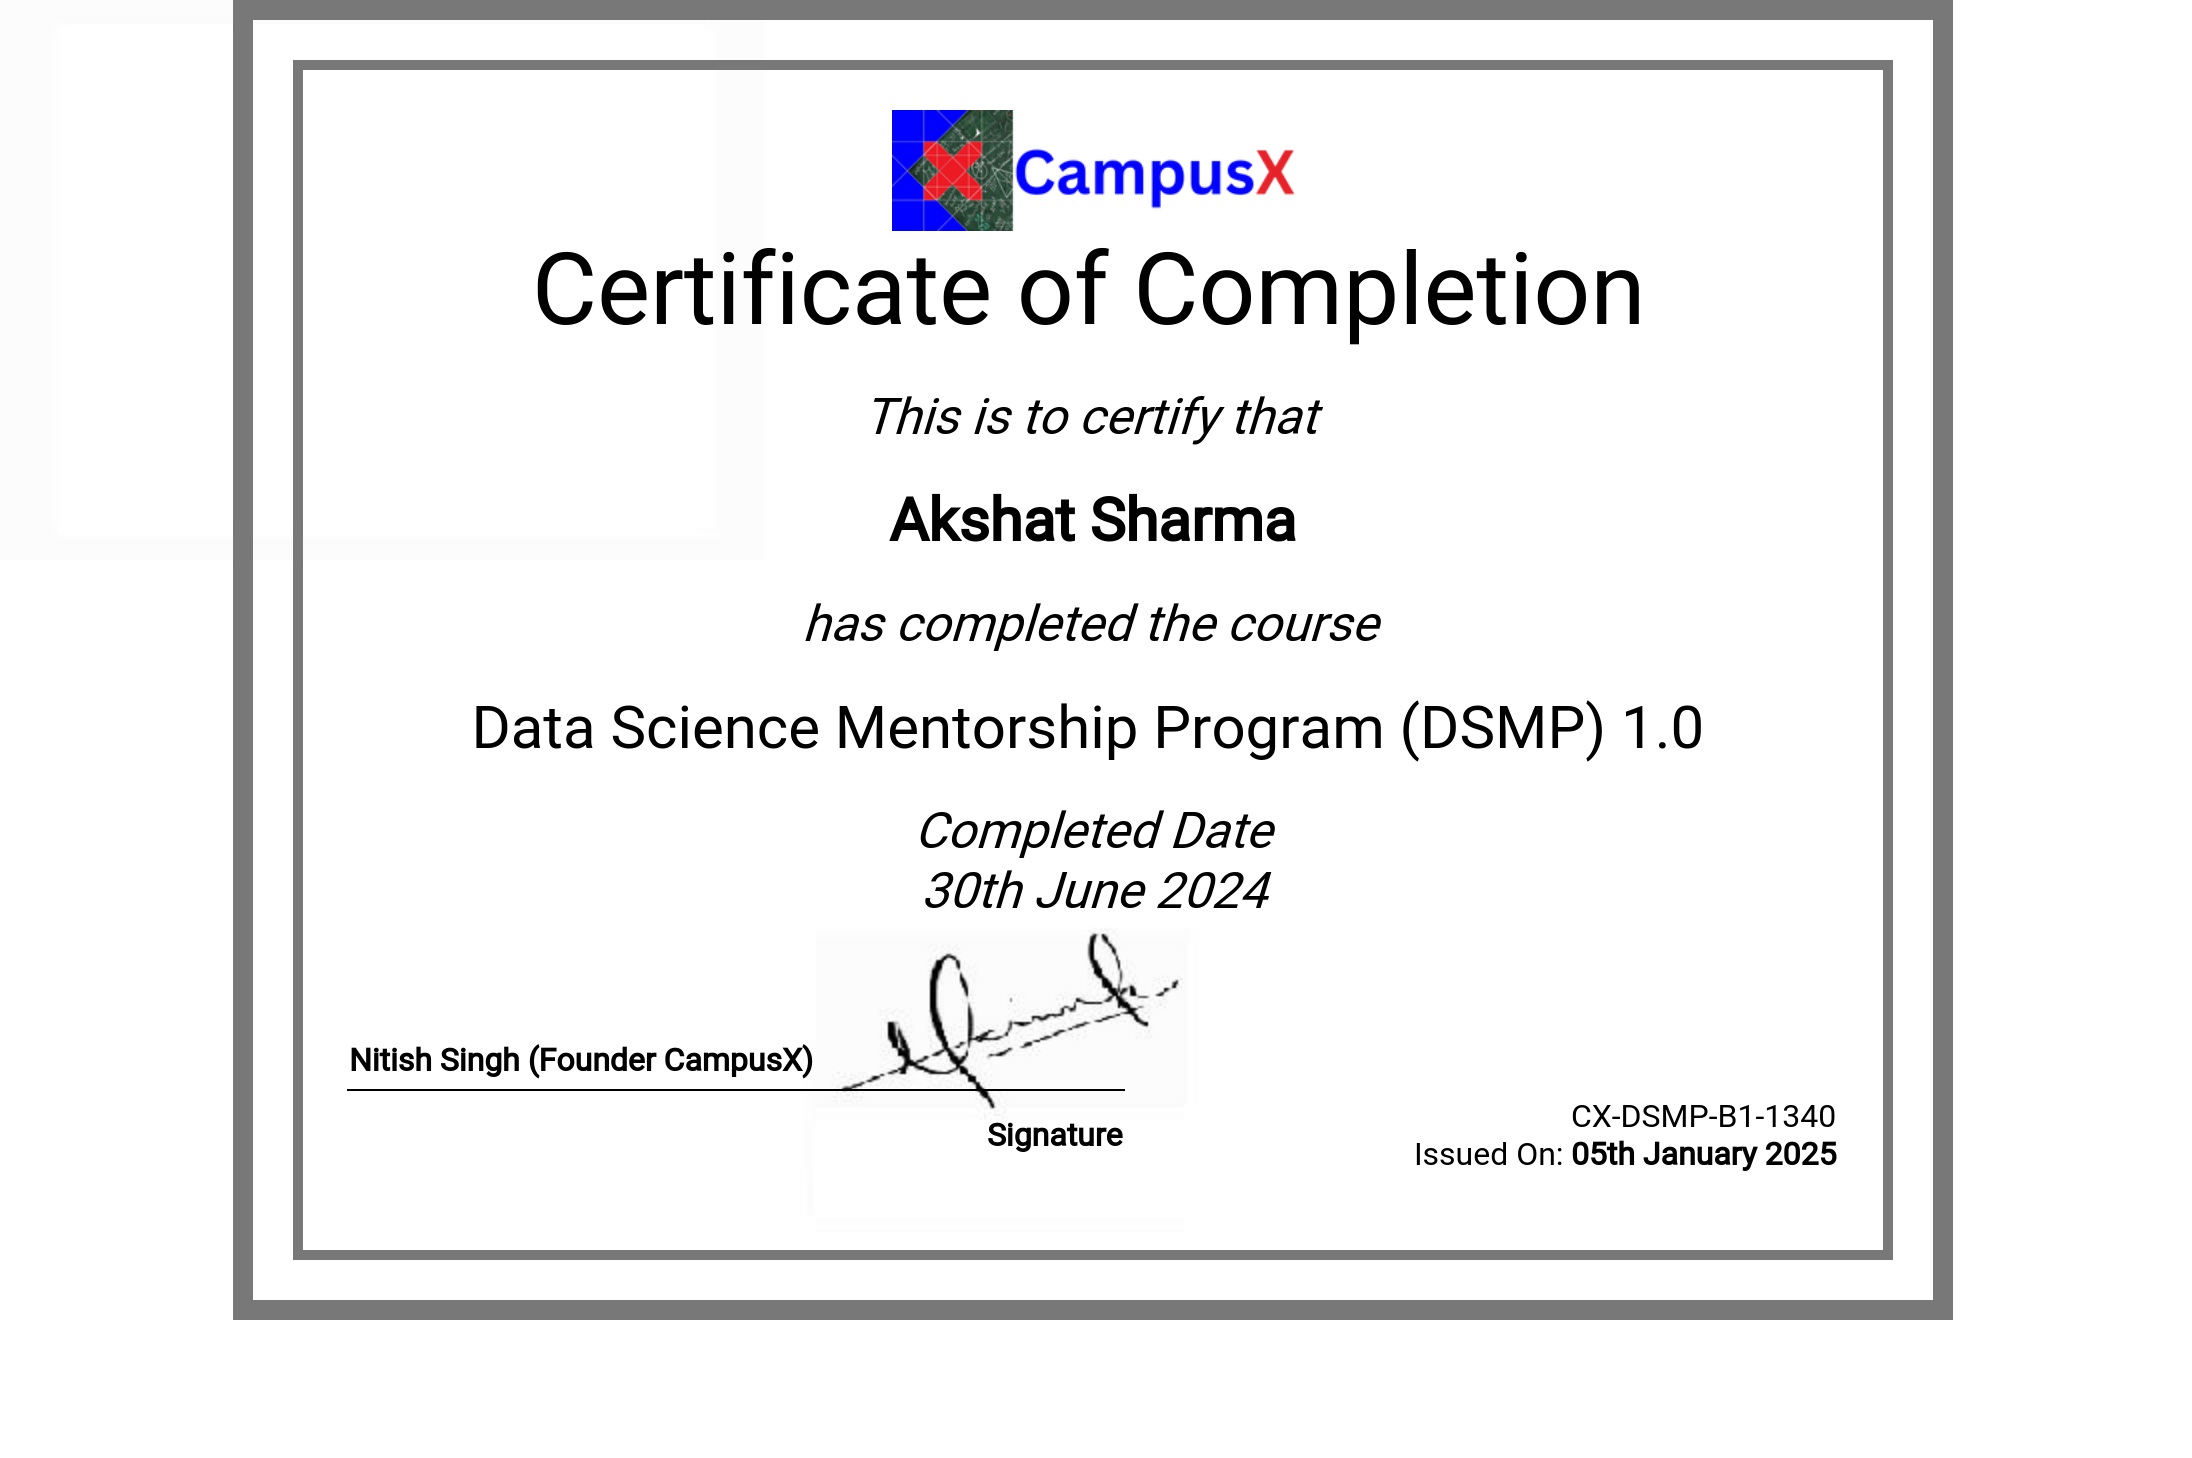 CampusX
Certificate of Completion
This is to certify that
Akshat Sharma
has completed the course
Data Science Mentorship Program (DSMP) 1.0
Completed Date
30th June 2024
Nitish Singh (Founder CampusX)
Signature
CX-DSMP-B1-1340
Issued On: 05th January 2025